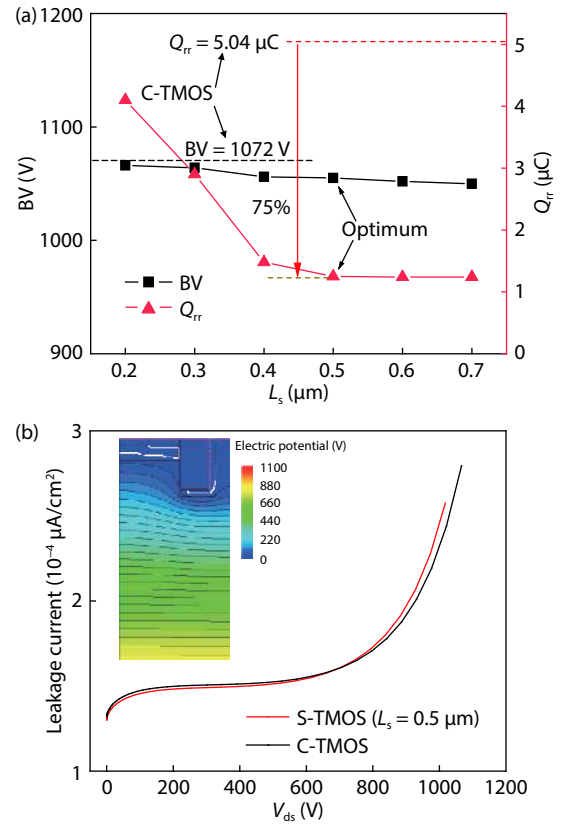 (a)
1200
1100
1000
900
BV (V)
Qrr = 5.04 μC
C-TMOS
BV = 1072 V
75%
Optimum
BV
Qrr
5
4
3
2
1
0
Qrr (μC)
0.2 0.3 0.4 0.5 0.6 0.7
Ls (μm)
(b)
3
2
1
Leakage current (10⁻⁴ μA/cm²)
Electric potential (V)
1100
880
660
440
220
0
S-TMOS (Ls = 0.5 μm)
C-TMOS
0 200 400 600 800 1000 1200
Vds (V)